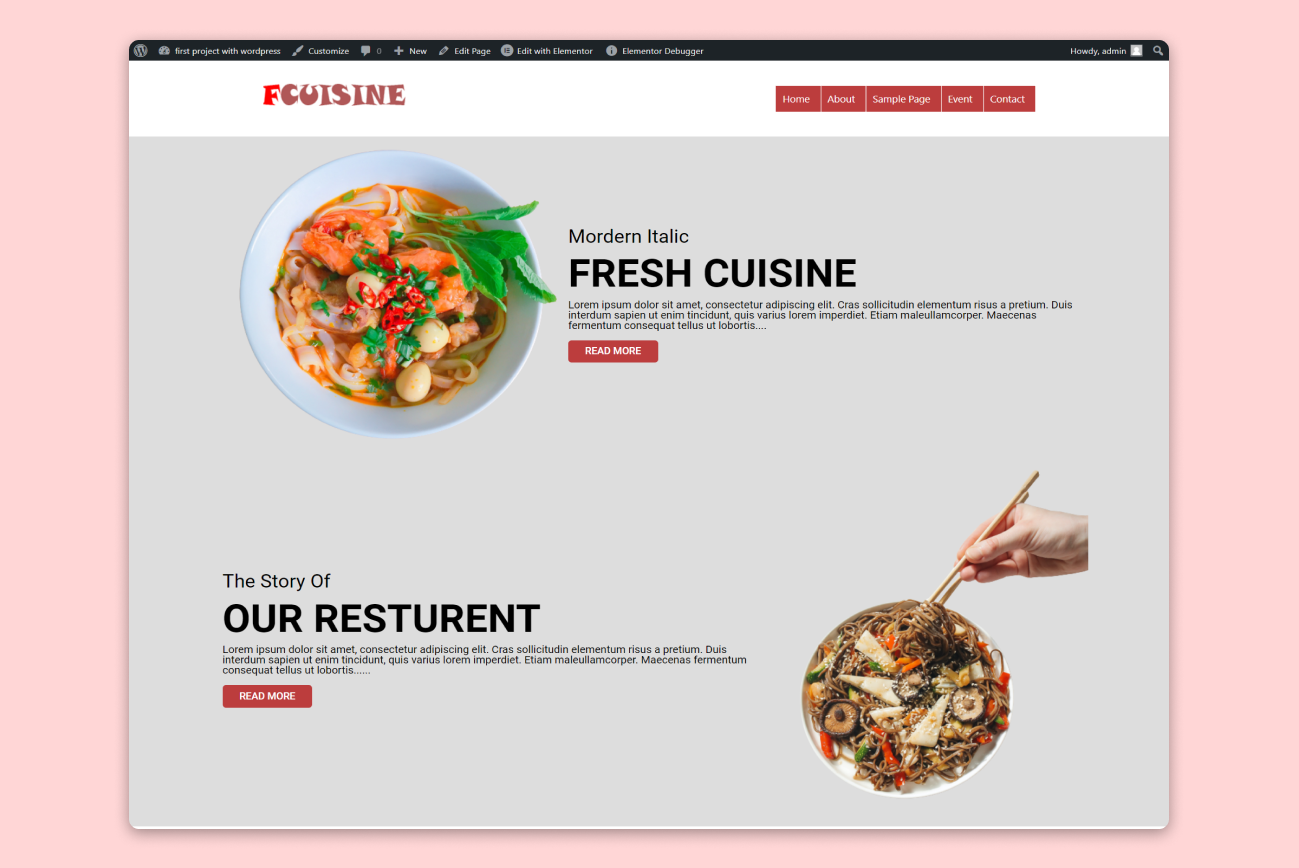 first project with wordpress Customize 0 New Edit Page Edit with Elementor Elementor Debugger Howdy, admin
FCUISINE
Home About Sample Page Event Contact
Mordern Italic
FRESH CUISINE
Lorem ipsum dolor sit amet, consectetur adipiscing elit. Cras sollicitudin elementum risus a pretium. Duis
interdum sapien ut enim tincidunt, quis varius lorem imperdiet. Etiam maleullamcorper. Maecenas
fermentum consequat tellus ut lobortis....
READ MORE
The Story Of
OUR RESTURENT
Lorem ipsum dolor sit amet, consectetur adipiscing elit. Cras sollicitudin elementum risus a pretium. Duis
interdum sapien ut enim tincidunt, quis varius lorem imperdiet. Etiam maleullamcorper. Maecenas fermentum
consequat tellus ut lobortis......
READ MORE